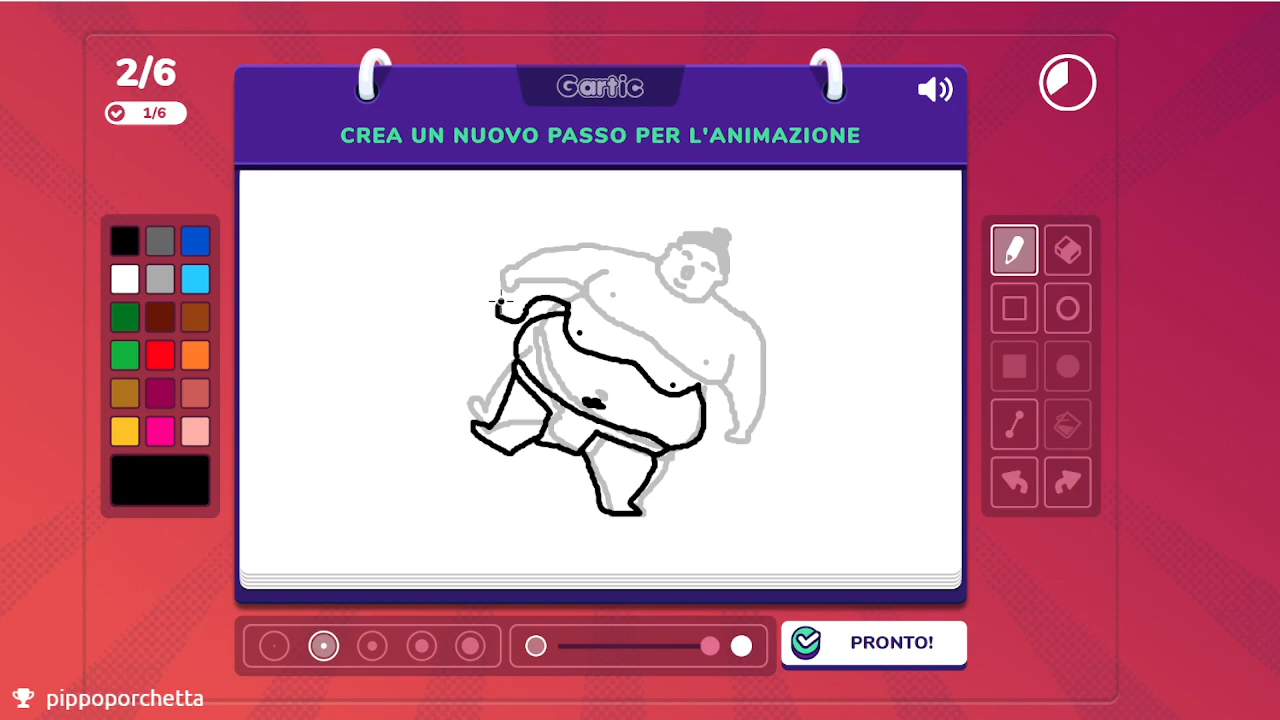 2/6
1/6
Gartic
CREA UN NUOVO PASSO PER L'ANIMAZIONE
PRONTO!
pippoporchetta